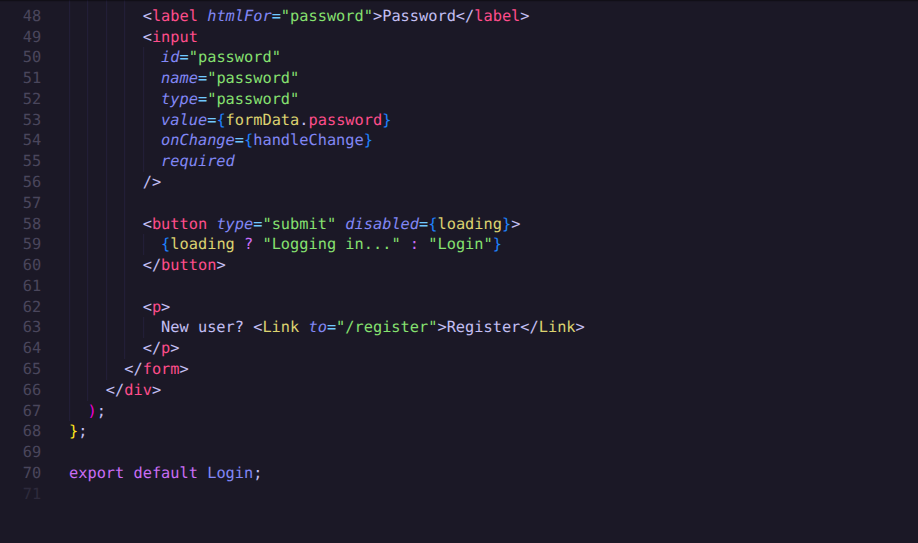 48 <label htmlFor="password">Password</label>
49 <input
50 id="password"
51 name="password"
52 type="password"
53 value={formData.password}
54 onChange={handleChange}
55 required
56 />
57
58 <button type="submit" disabled={loading}>
59 {loading ? "Logging in..." : "Login"}
60 </button>
61
62 <p>
63 New user? <Link to="/register">Register</Link>
64 </p>
65 </form>
66 </div>
67 );
68 };
69
70 export default Login;
71